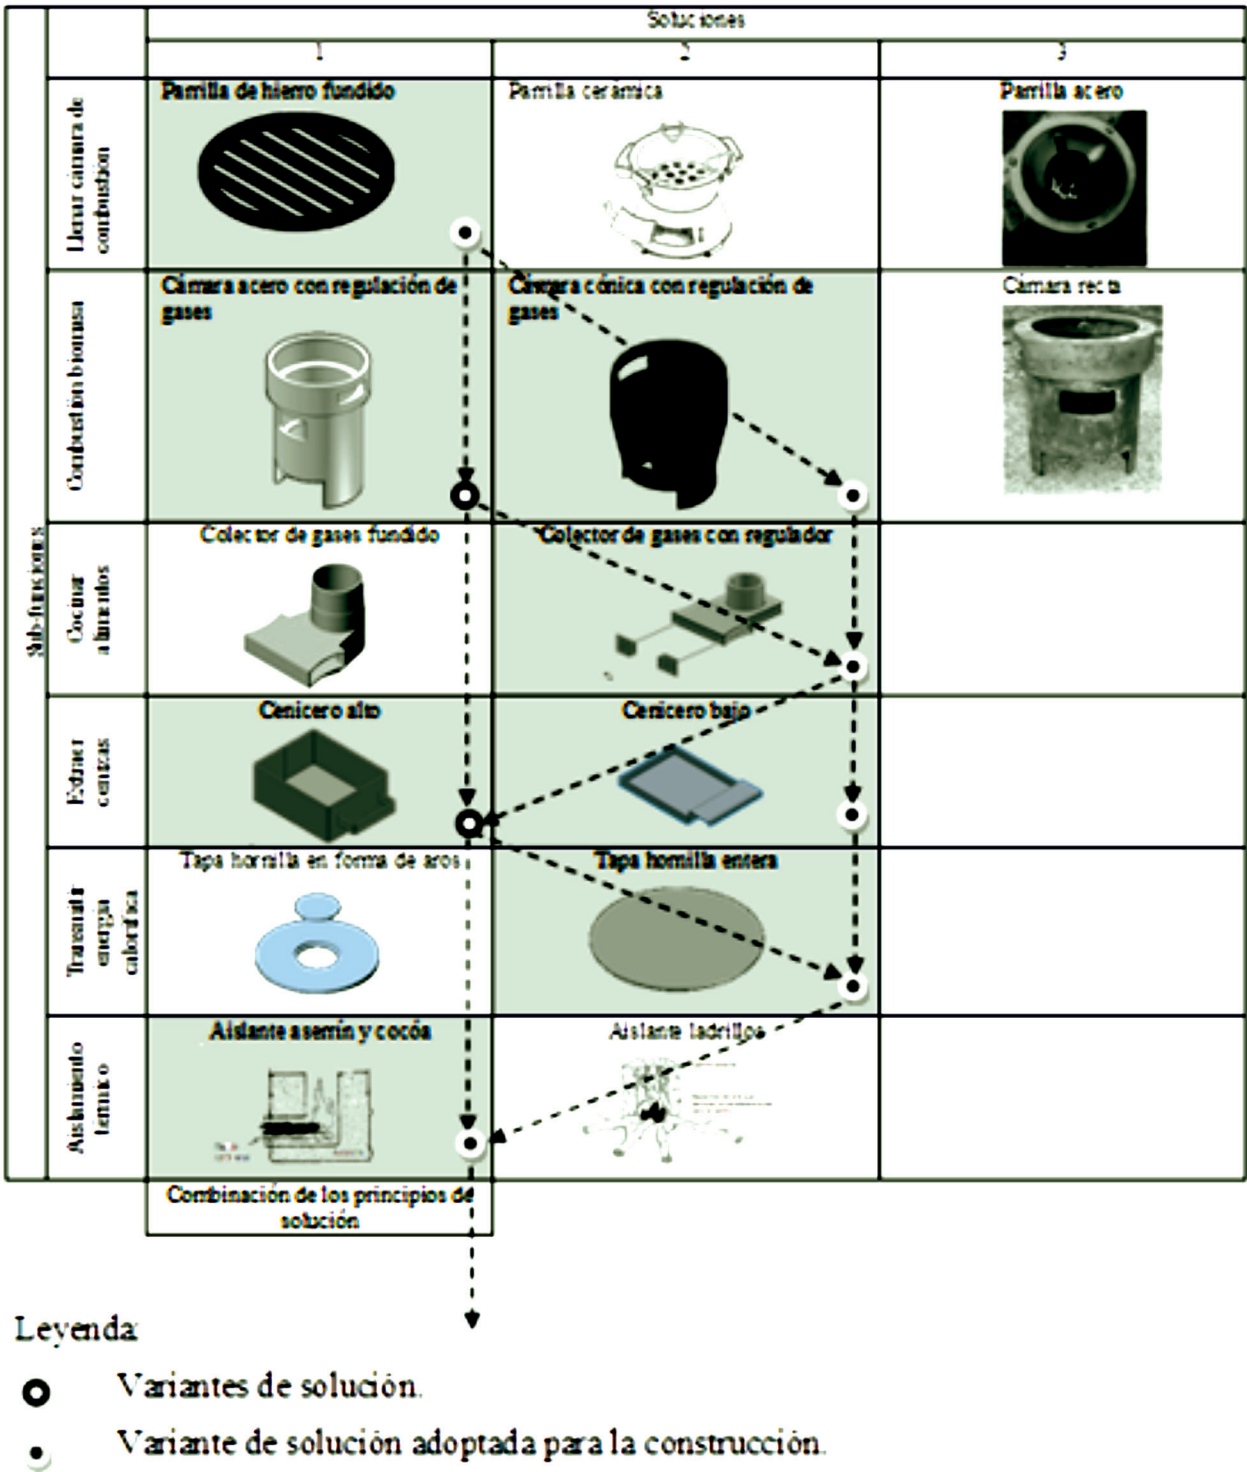 Soluciones
1
2
3
Sub-funciones
Llenar cámara de
combustión
Parrilla de hierro fundido
Parrilla cerámica
Parrilla acero
Combustión biomasa
Cámara acero con regulación de
gases
Cámara cónica con regulación de
gases
Cámara recta
Cocinar
alimentos
Colector de gases fundido
Colector de gases con regulador
Extraer
cenizas
Cenicero alto
Cenicero bajo
Transmitir
energía
calorífica
Tapa hornilla en forma de aros
Tapa hornilla entera
Aislamiento
térmico
Aislante aserrín y cocóa
Aislante ladrillos
Combinación de los principios de
solución
Leyenda:
Variantes de solución.
Variante de solución adoptada para la construcción.